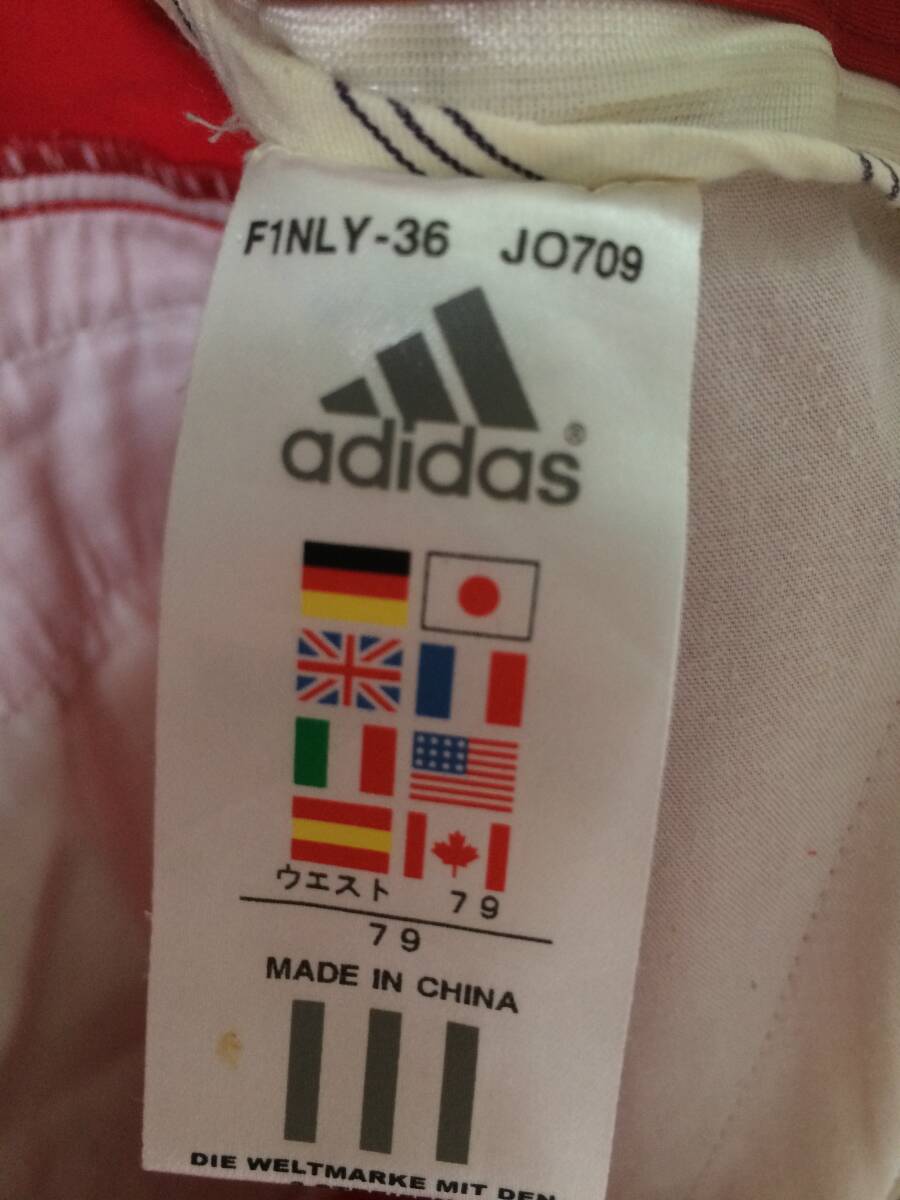 F1NLY-36 JO709
adidas®
ウエスト 79
79
MADE IN CHINA
DIE WELTMARKE MIT DEN